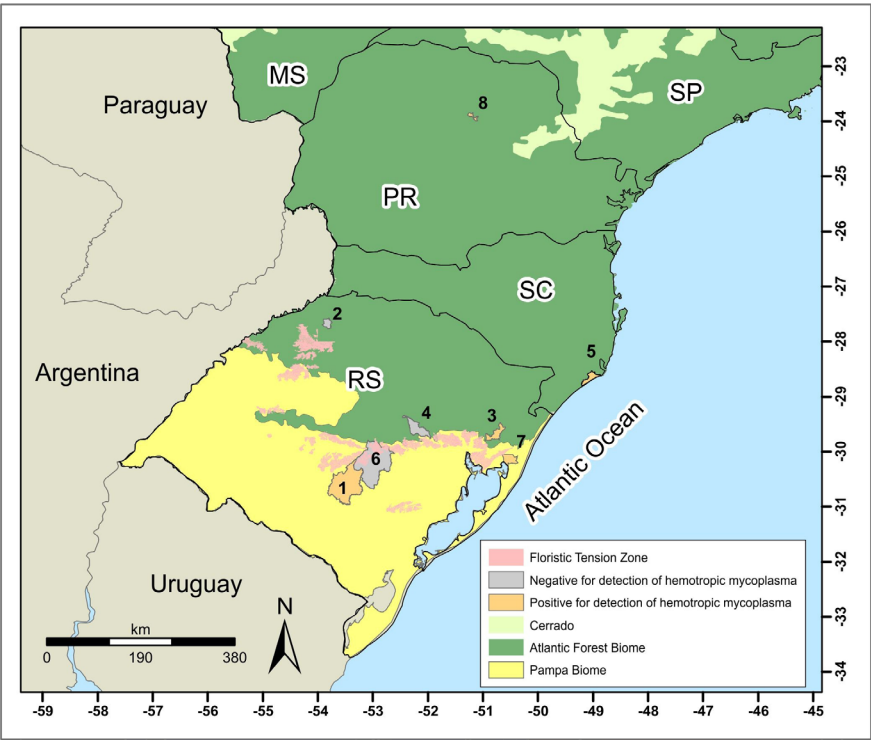 MS
SP
Paraguay
8
PR
SC
2
5
Argentina
RS
4
3
7
6
1
Atlantic Ocean
Uruguay
N
km
0 190 380
Floristic Tension Zone
Negative for detection of hemotropic mycoplasma
Positive for detection of hemotropic mycoplasma
Cerrado
Atlantic Forest Biome
Pampa Biome
-23
-24
-25
-26
-27
-28
-29
-30
-31
-32
-33
-34
-59 -58 -57 -56 -55 -54 -53 -52 -51 -50 -49 -48 -47 -46 -45